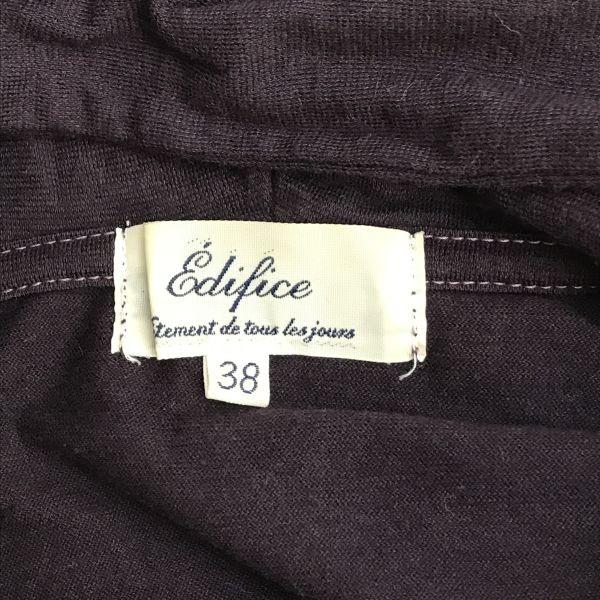 Édifice
tement de tous les jours
38